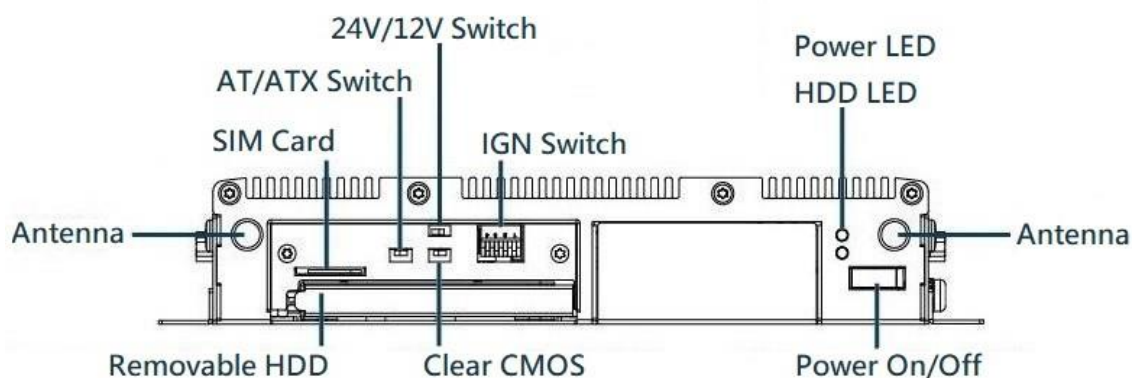 24V/12V Switch
Power LED
AT/ATX Switch
HDD LED
SIM Card
IGN Switch
Antenna
Antenna
Removable HDD
Clear CMOS
Power On/Off